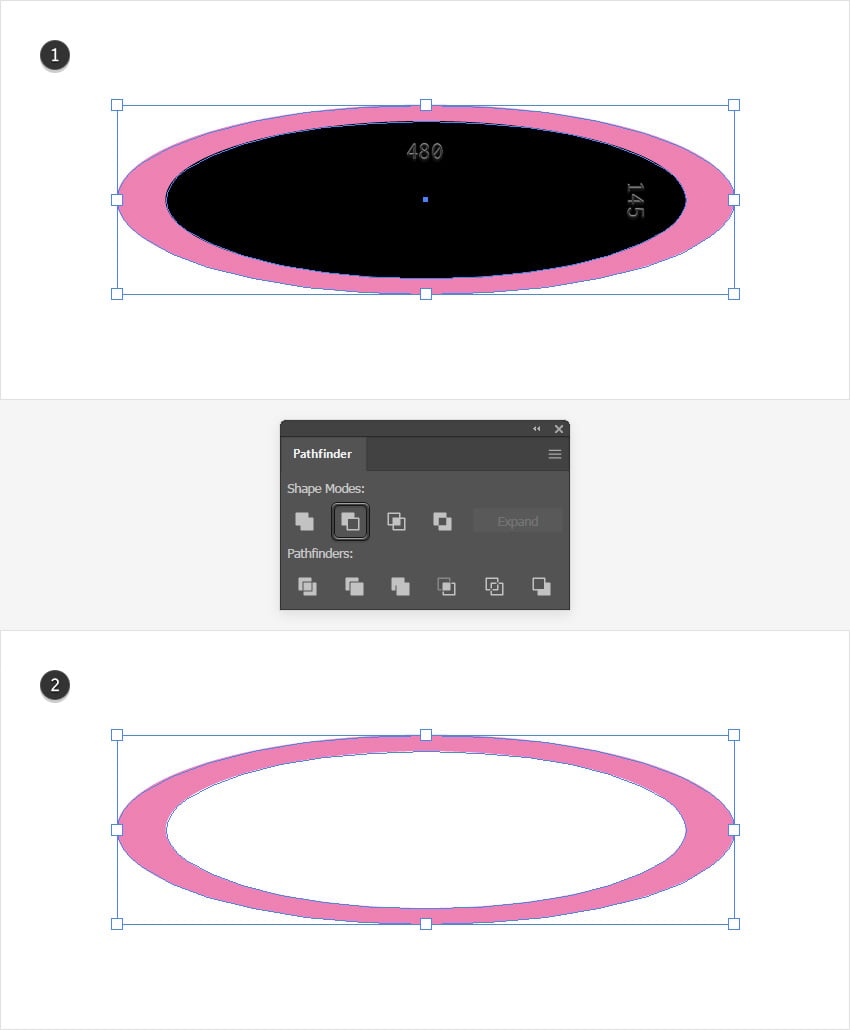 1
480
145
Pathfinder
Shape Modes:
Expand
Pathfinders:
2